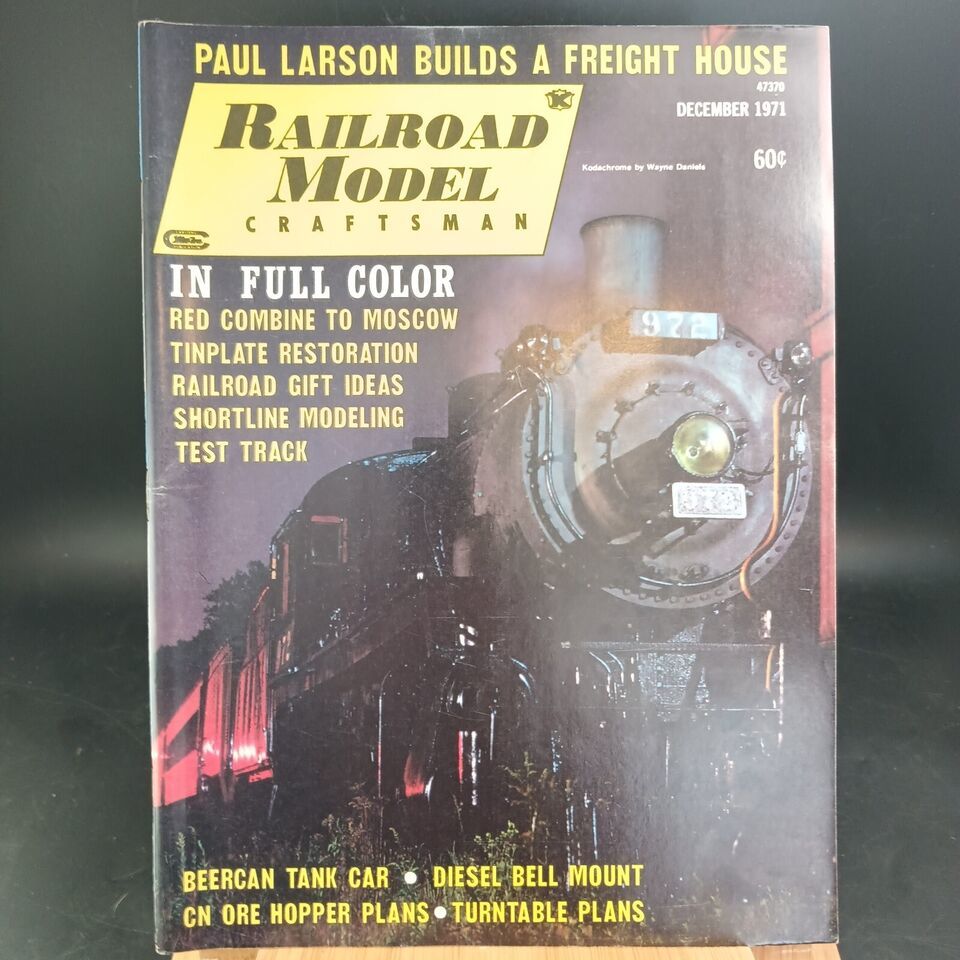 PAUL LARSON BUILDS A FREIGHT HOUSE
47370
DECEMBER 1971
K
RAILROAD
MODEL
CRAFTSMAN
Kodachrome by Wayne Daniels
60¢
IN FULL COLOR
RED COMBINE TO MOSCOW
TINPLATE RESTORATION
RAILROAD GIFT IDEAS
SHORTLINE MODELING
TEST TRACK
972
BEERCAN TANK CAR • DIESEL BELL MOUNT
CN ORE HOPPER PLANS • TURNTABLE PLANS